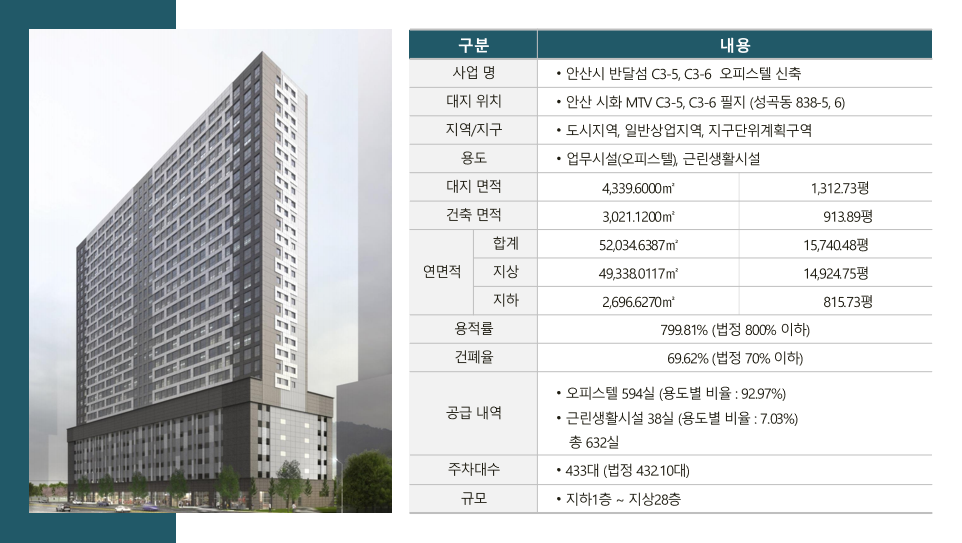 구분 내용
사업 명 • 안산시 반달섬 C3-5, C3-6 오피스텔 신축
대지 위치 • 안산 시화 MTV C3-5, C3-6 필지 (성곡동 838-5, 6)
지역/지구 • 도시지역, 일반상업지역, 지구단위계획구역
용도 • 업무시설(오피스텔), 근린생활시설
대지 면적 4,339.6000㎡ 1,312.73평
건축 면적 3,021.1200㎡ 913.89평
연면적 합계 52,034.6387㎡ 15,740.48평
지상 49,338.0117㎡ 14,924.75평
지하 2,696.6270㎡ 815.73평
용적률 799.81% (법정 800% 이하)
건폐율 69.62% (법정 70% 이하)
공급 내역 • 오피스텔 594실 (용도별 비율 : 92.97%)
• 근린생활시설 38실 (용도별 비율 : 7.03%)
총 632실
주차대수 • 433대 (법정 432.10대)
규모 • 지하1층 ~ 지상28층